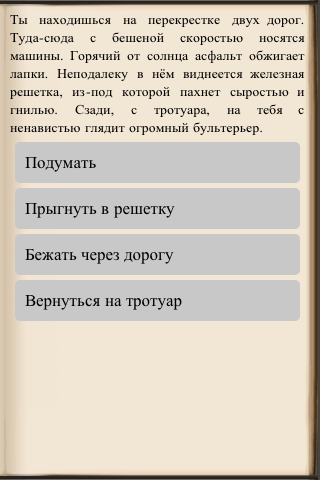 Ты находишься на перекрестке двух дорог.
Туда-сюда с бешеной скоростью носятся
машины. Горячий от солнца асфальт обжигает
лапки. Неподалеку в нём виднеется железная
решетка, из-под которой пахнет сыростью и
гнилью. Сзади, с тротуара, на тебя с
ненавистью глядит огромный бультерьер.
Подумать
Прыгнуть в решетку
Бежать через дорогу
Вернуться на тротуар